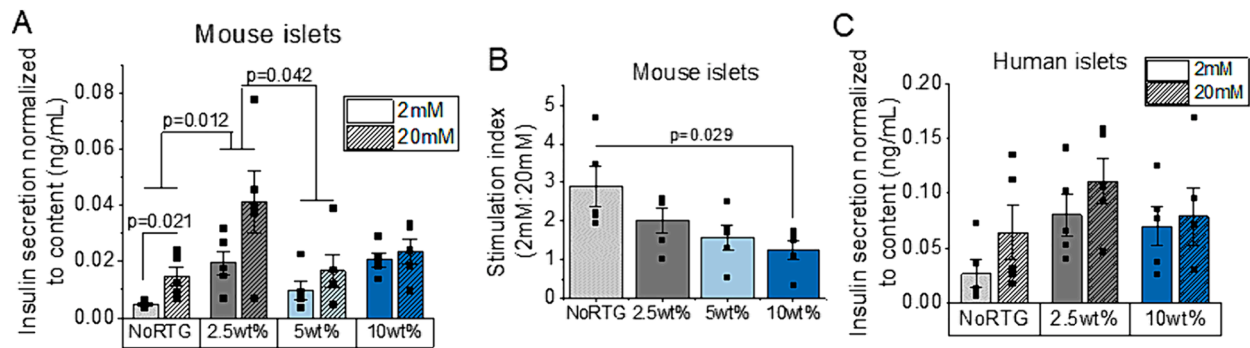 A
Mouse islets
Insulin secretion normalized
to content (ng/mL)
0.08
0.06
0.04
0.02
0.00
p=0.042
p=0.012
p=0.021
2mM
20mM
NoRTG
2.5wt%
5wt%
10wt%
B
Mouse islets
Stimulation index
(2mM:20mM)
5
4
3
2
1
0
p=0.029
NoRTG
2.5wt%
5wt%
10wt%
C
Human islets
Insulin secretion normalized
to content (ng/mL)
0.20
0.15
0.10
0.05
0.00
2mM
20mM
NoRTG
2.5wt%
10wt%